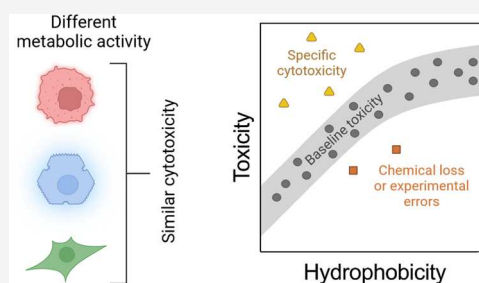 Different
metabolic activity
Similar cytotoxicity
Toxicity
Specific
cytotoxicity
Baseline toxicity
Chemical loss
or experimental
errors
Hydrophobicity